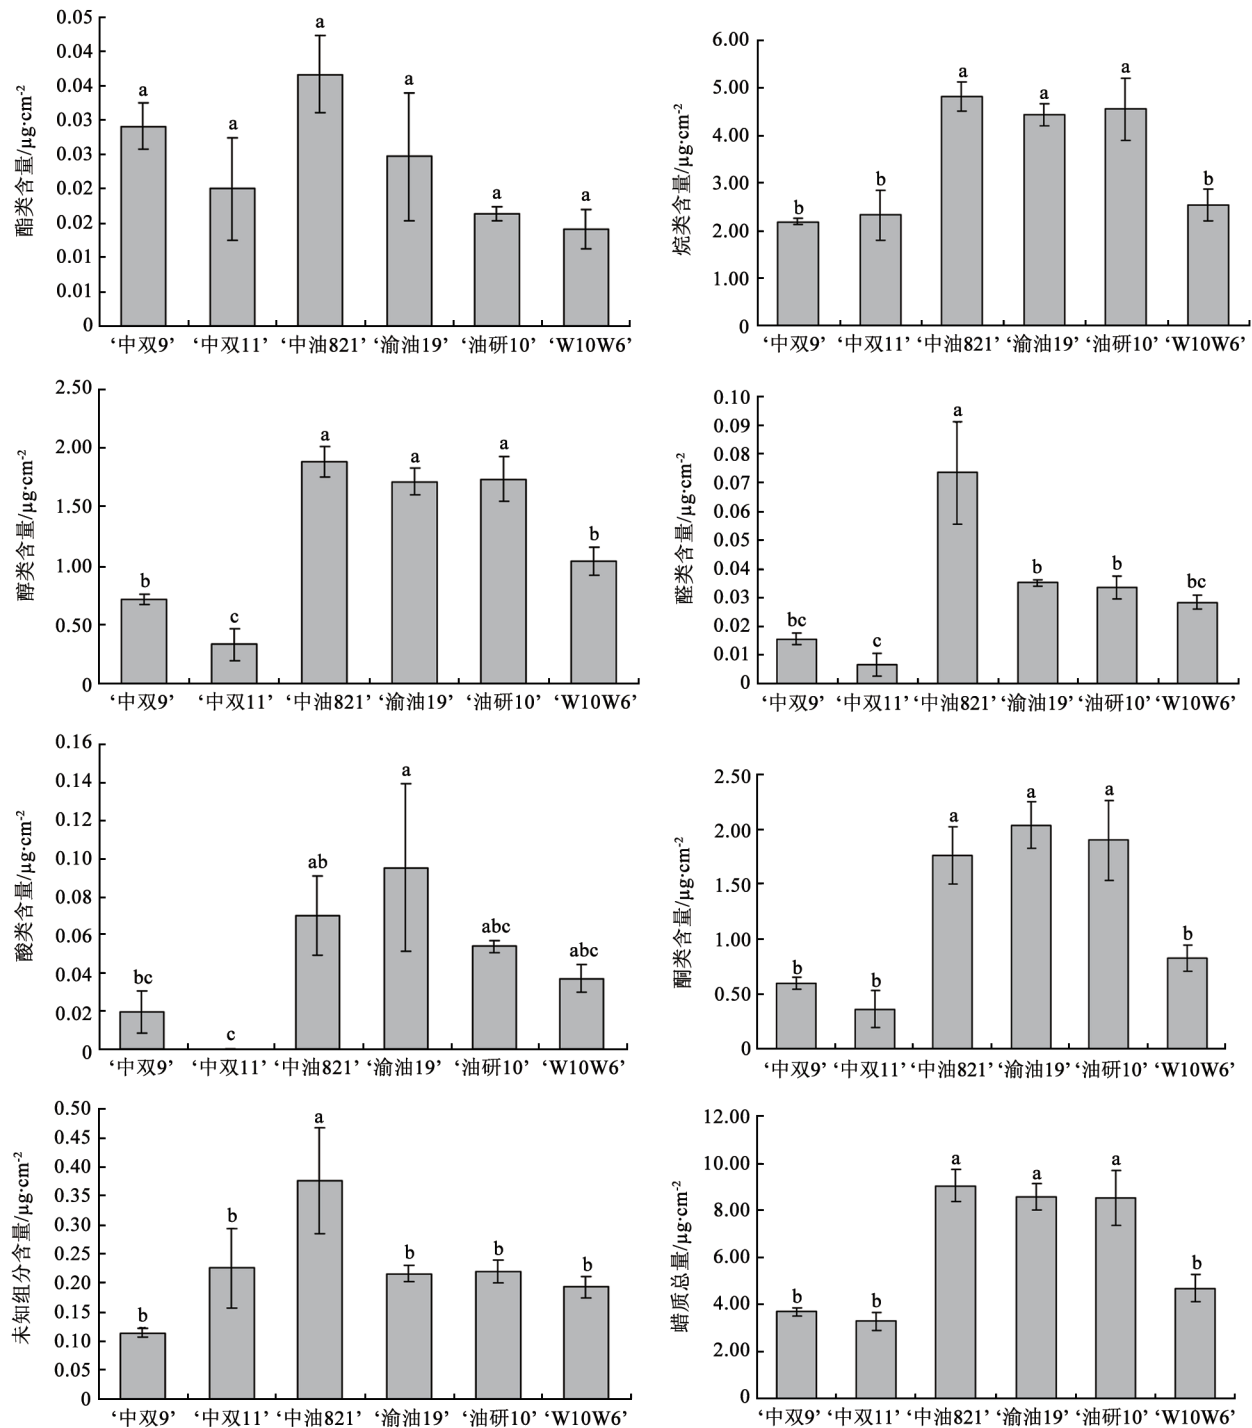 酯类含量/μg·cm-2
0.05
0.04
0.04
0.03
0.03
0.02
0.02
0.01
0.01
0
a
a
a
a
a
a
‘中双9’ ‘中双11’ ‘中油821’ ‘渝油19’ ‘油研10’ ‘W10W6’
烷类含量/μg·cm-2
6.00
5.00
4.00
3.00
2.00
1.00
0
b
b
a
a
a
b
‘中双9’ ‘中双11’ ‘中油821’ ‘渝油19’ ‘油研10’ ‘W10W6’
醇类含量/μg·cm-2
2.50
2.00
1.50
1.00
0.50
0
b
c
a
a
a
b
‘中双9’ ‘中双11’ ‘中油821’ ‘渝油19’ ‘油研10’ ‘W10W6’
醛类含量/μg·cm-2
0.10
0.09
0.08
0.07
0.06
0.05
0.04
0.03
0.02
0.01
0
bc
c
a
b
b
bc
‘中双9’ ‘中双11’ ‘中油821’ ‘渝油19’ ‘油研10’ ‘W10W6’
酸类含量/μg·cm-2
0.16
0.14
0.12
0.10
0.08
0.06
0.04
0.02
0
bc
c
ab
a
abc
abc
‘中双9’ ‘中双11’ ‘中油821’ ‘渝油19’ ‘油研10’ ‘W10W6’
酮类含量/μg·cm-2
2.50
2.00
1.50
1.00
0.50
0
b
b
a
a
a
b
‘中双9’ ‘中双11’ ‘中油821’ ‘渝油19’ ‘油研10’ ‘W10W6’
未知组分含量/μg·cm-2
0.50
0.45
0.40
0.35
0.30
0.25
0.20
0.15
0.10
0.05
0
b
b
a
b
b
b
‘中双9’ ‘中双11’ ‘中油821’ ‘渝油19’ ‘油研10’ ‘W10W6’
蜡质总量/μg·cm-2
12.00
10.00
8.00
6.00
4.00
2.00
0
b
b
a
a
a
b
‘中双9’ ‘中双11’ ‘中油821’ ‘渝油19’ ‘油研10’ ‘W10W6’